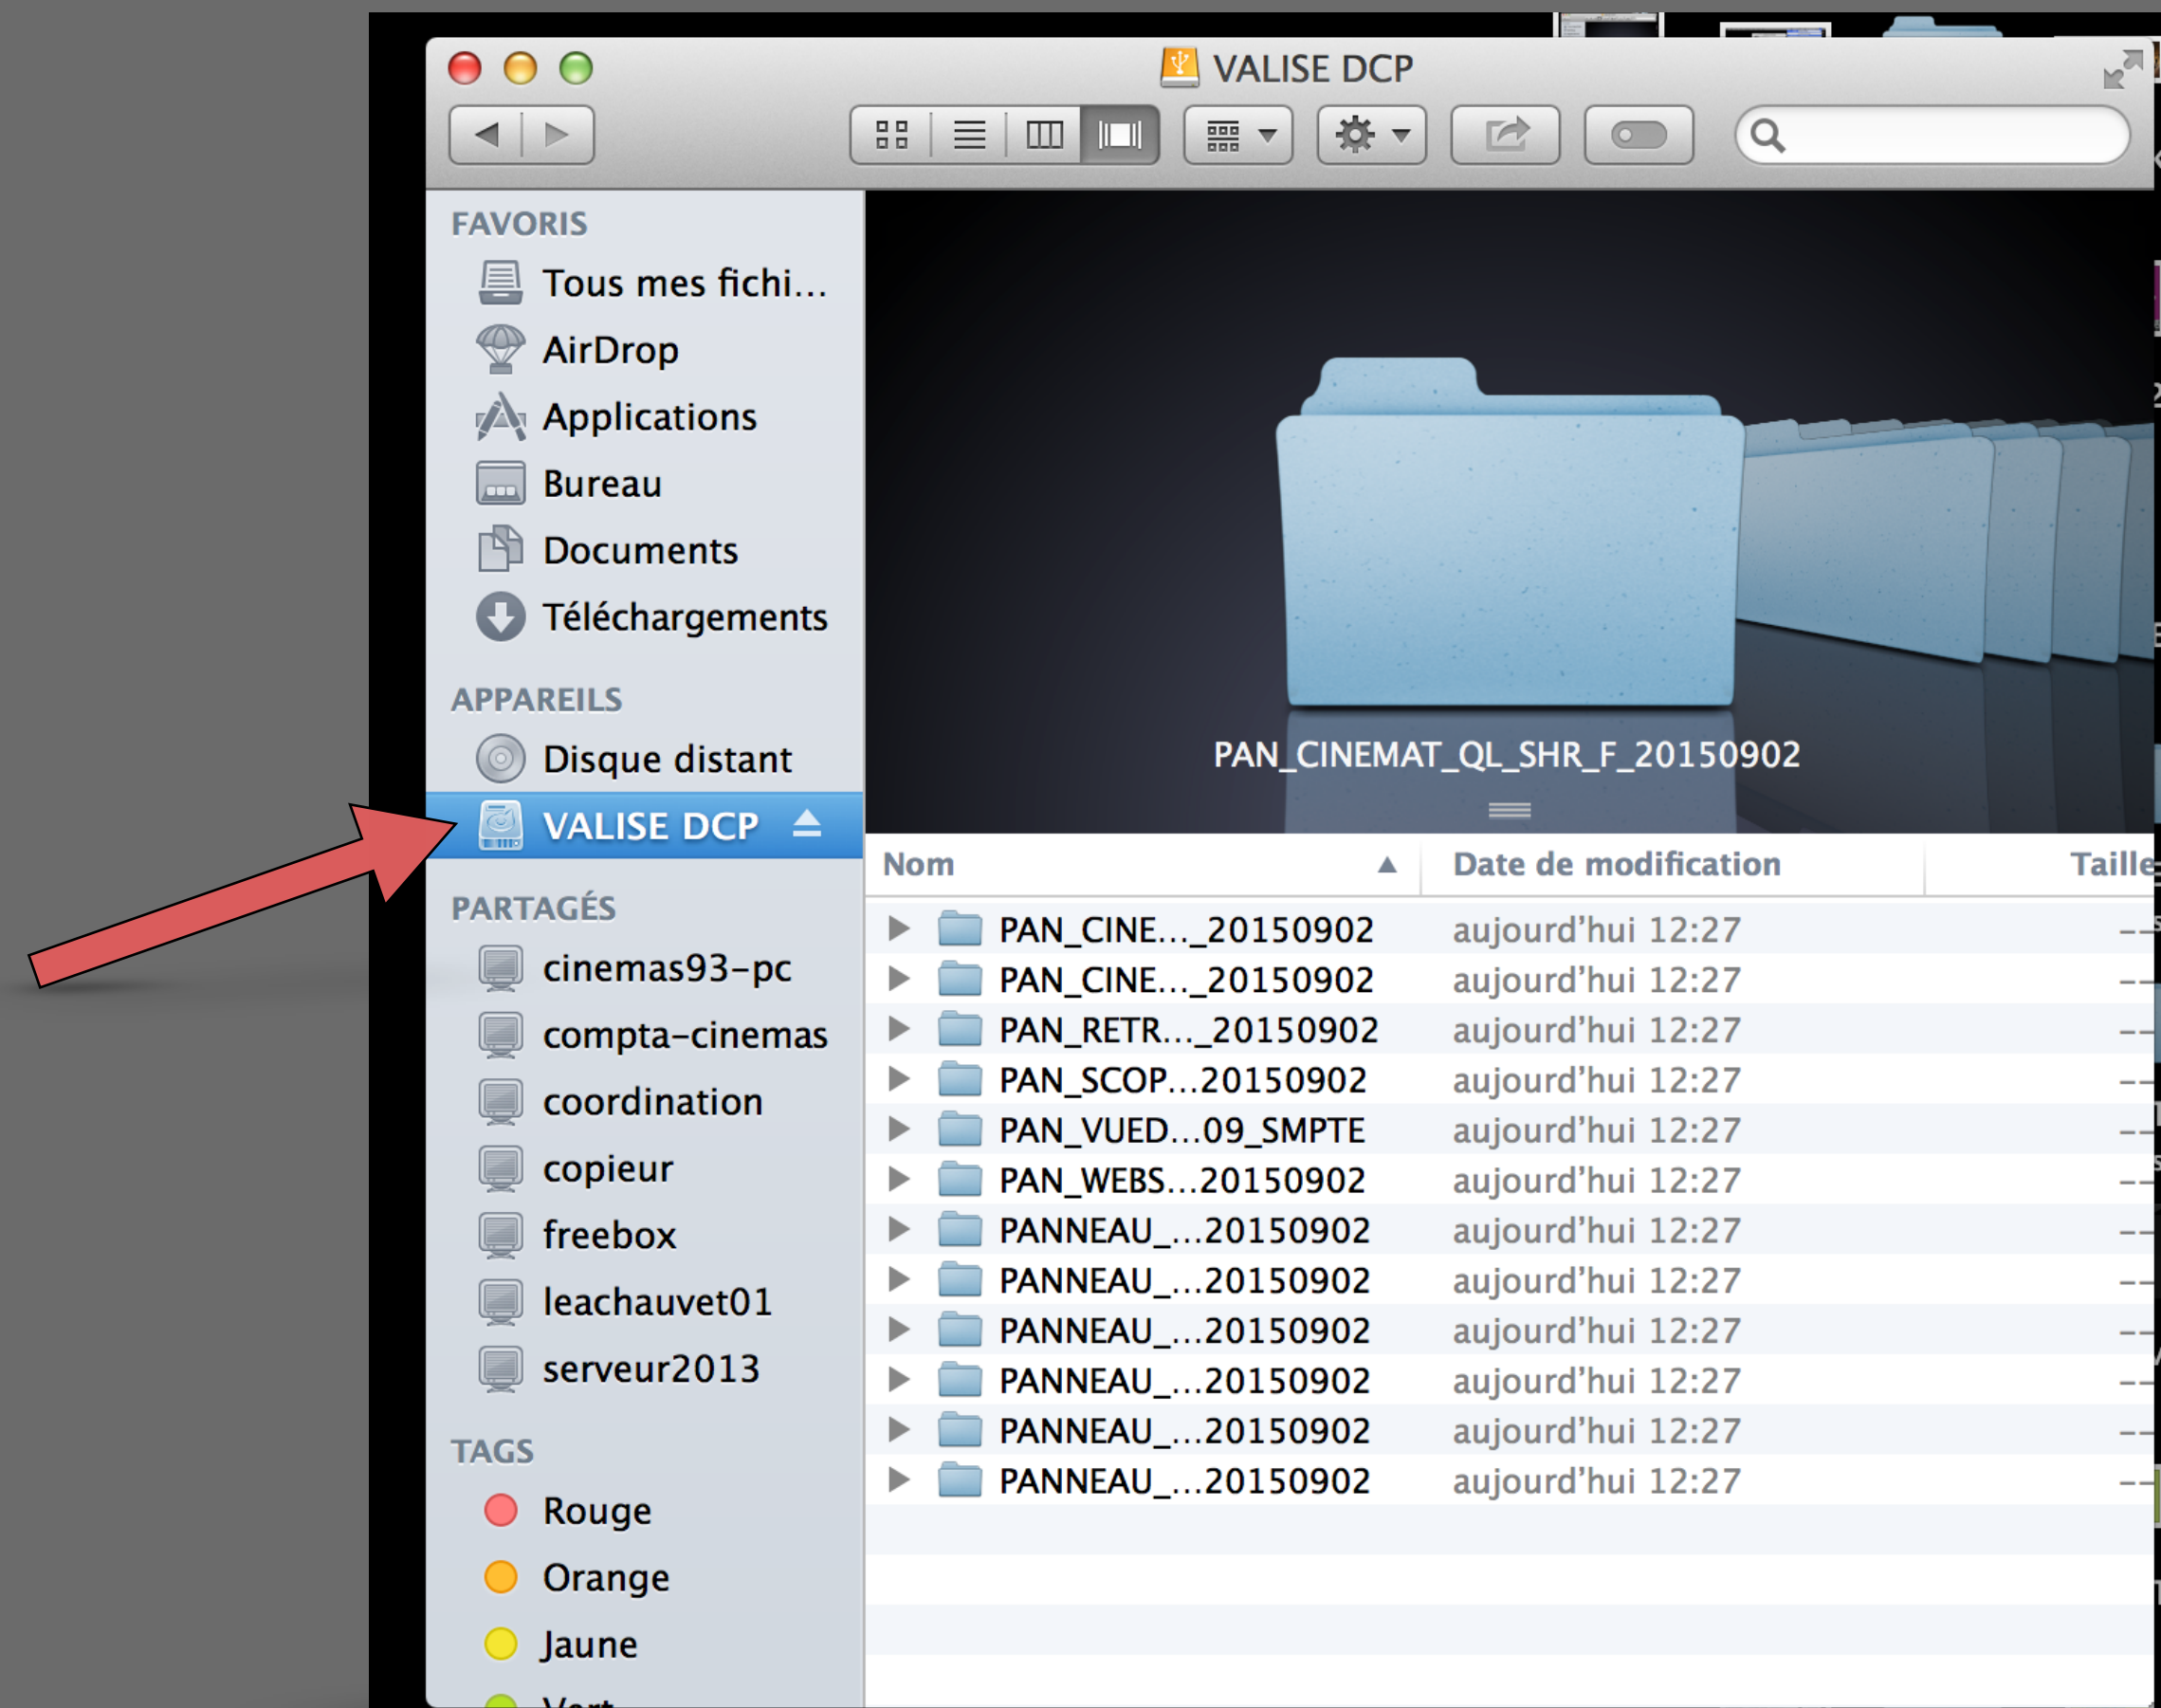 VALISE DCP
FAVORIS
Tous mes fichi...
AirDrop
Applications
Bureau
Documents
Téléchargements
APPAREILS
Disque distant
VALISE DCP
PARTAGÉS
cinemas93-pc
compta-cinemas
coordination
copieur
freebox
leachauvet01
serveur2013
TAGS
Rouge
Orange
Jaune
Vert
PAN_CINEMAT_QL_SHR_F_20150902
Nom Date de modification Taille
PAN_CINE..._20150902 aujourd’hui 12:27 --
PAN_CINE..._20150902 aujourd’hui 12:27 --
PAN_RETR..._20150902 aujourd’hui 12:27 --
PAN_SCOP...20150902 aujourd’hui 12:27 --
PAN_VUED...09_SMPTE aujourd’hui 12:27 --
PAN_WEBS...20150902 aujourd’hui 12:27 --
PANNEAU_...20150902 aujourd’hui 12:27 --
PANNEAU_...20150902 aujourd’hui 12:27 --
PANNEAU_...20150902 aujourd’hui 12:27 --
PANNEAU_...20150902 aujourd’hui 12:27 --
PANNEAU_...20150902 aujourd’hui 12:27 --
PANNEAU_...20150902 aujourd’hui 12:27 --